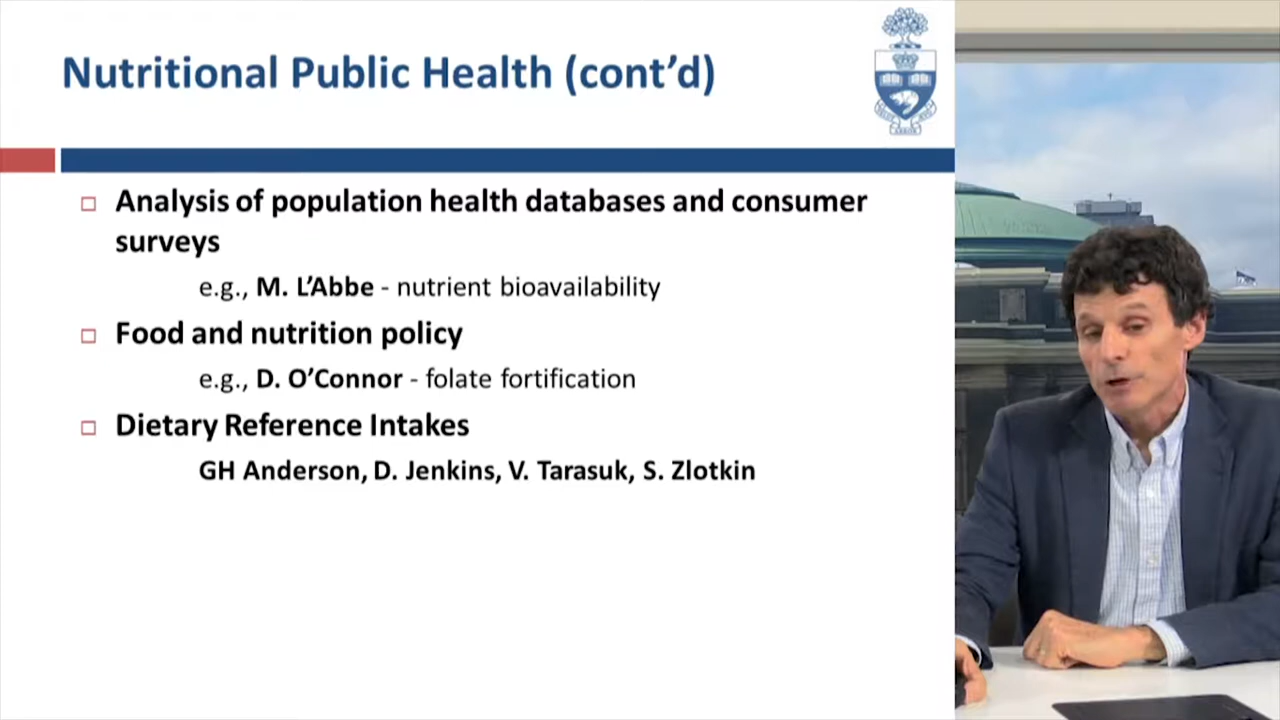 Nutritional Public Health (cont’d)
□ Analysis of population health databases and consumer
surveys
e.g., M. L’Abbe - nutrient bioavailability
□ Food and nutrition policy
e.g., D. O’Connor - folate fortification
□ Dietary Reference Intakes
GH Anderson, D. Jenkins, V. Tarasuk, S. Zlotkin